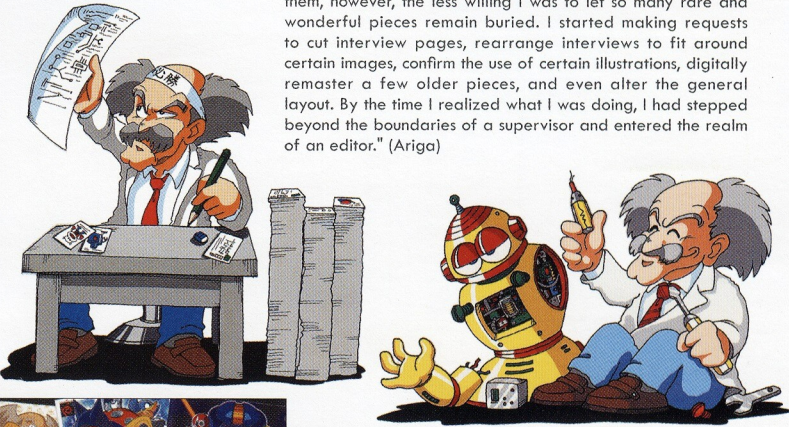 them, however, the less willing I was to let so many rare and
wonderful pieces remain buried. I started making requests
to cut interview pages, rearrange interviews to fit around
certain images, confirm the use of certain illustrations, digitally
remaster a few older pieces, and even alter the general
layout. By the time I realized what I was doing, I had stepped
beyond the boundaries of a supervisor and entered the realm
of an editor." (Ariga)
必勝